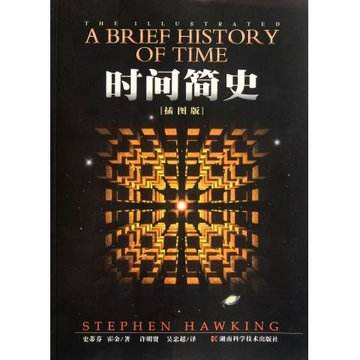 THE ILLUSTRATED
A BRIEF HISTORY
OF TIME
时间简史
[插图版]
STEPHEN HAWKING
史蒂芬·霍金/著 许明贤 吴忠超/译 湖南科学技术出版社